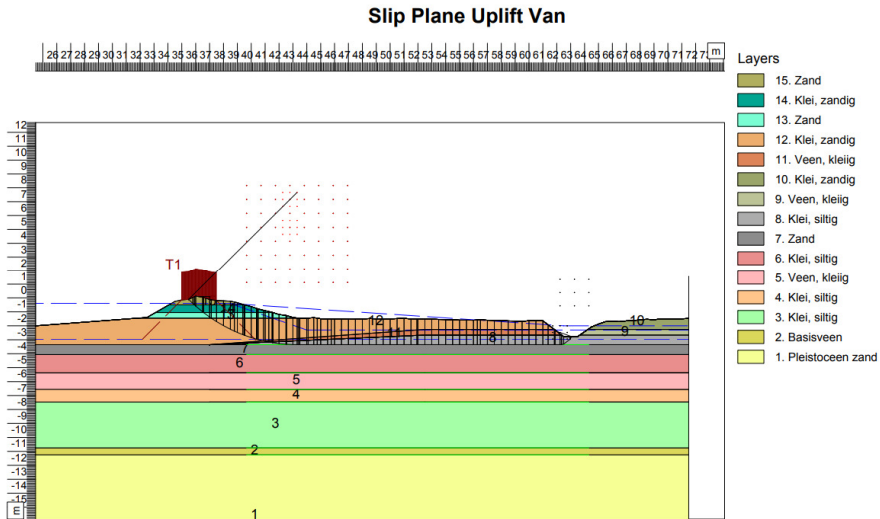 Slip Plane Uplift Van
26 27 28 29 30 31 32 33 34 35 36 37 38 39 40 41 42 43 44 45 46 47 48 49 50 51 52 53 54 55 56 57 58 59 60 61 62 63 64 65 66 67 68 69 70 71 72
m
Layers
15. Zand
14. Klei, zandig
13. Zand
12. Klei, zandig
11. Veen, kleiig
10. Klei, zandig
9. Veen, kleiig
8. Klei, siltig
7. Zand
6. Klei, siltig
5. Veen, kleiig
4. Klei, siltig
3. Klei, siltig
2. Basisveen
1. Pleistoceen zand
12
11
10
9
8
7
6
5
4
3
2
1
0
-1
-2
-3
-4
-5
-6
-7
-8
-9
-10
-11
-12
-13
-14
-15
m
T1
12
11
10
9
8
7
6
5
4
3
2
1